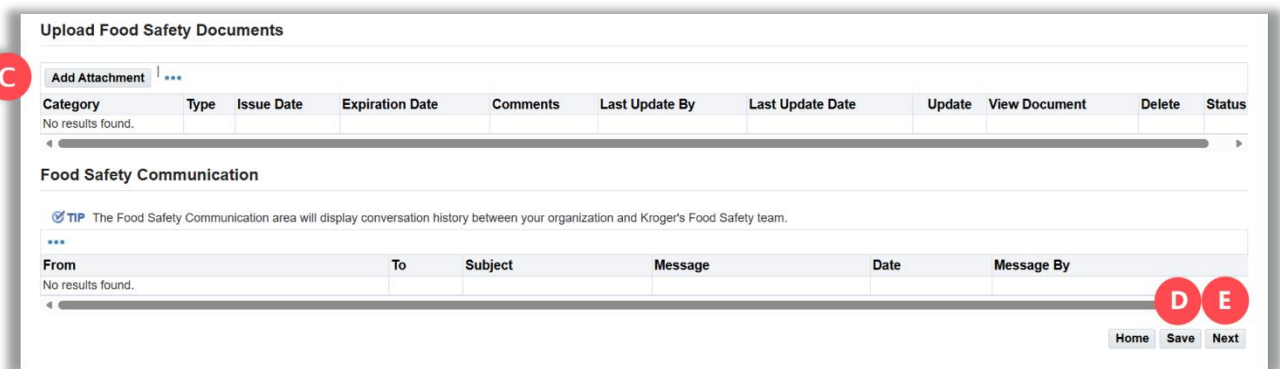 Upload Food Safety Documents
C
Add Attachment
Category Type Issue Date Expiration Date Comments Last Update By Last Update Date Update View Document Delete Status
No results found.
Food Safety Communication
TIP The Food Safety Communication area will display conversation history between your organization and Kroger's Food Safety team.
From To Subject Message Date Message By
No results found.
D E
Home Save Next